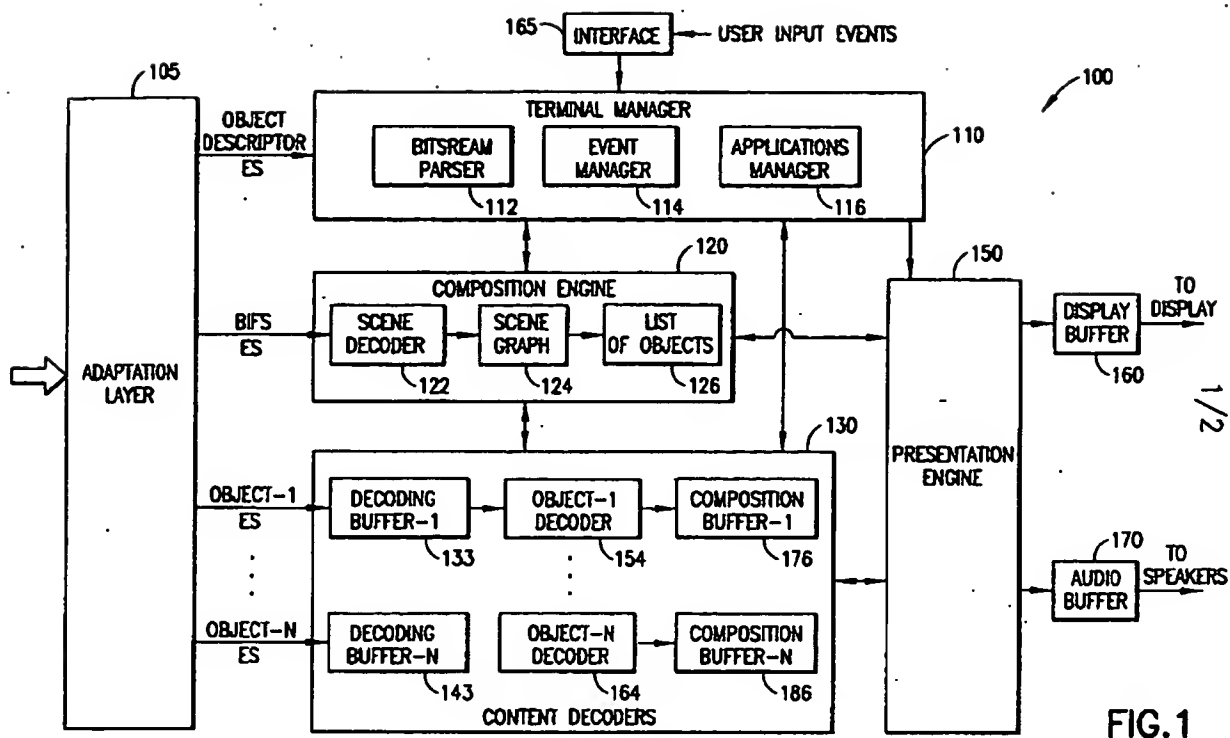 165
INTERFACE
USER INPUT EVENTS
105
100
OBJECT
DESCRIPTOR
ES
TERMINAL MANAGER
BITSREAM
PARSER
EVENT
MANAGER
APPLICATIONS
MANAGER
110
112
114
116
120
150
COMPOSITION ENGINE
BIFS
ES
SCENE
DECODER
SCENE
GRAPH
LIST
OF OBJECTS
122
124
126
DISPLAY
BUFFER
TO
DISPLAY
160
ADAPTATION
LAYER
1/2
130
PRESENTATION
ENGINE
OBJECT-1
ES
DECODING
BUFFER-1
OBJECT-1
DECODER
COMPOSITION
BUFFER-1
133
154
176
170
AUDIO
BUFFER
TO
SPEAKERS
OBJECT-N
ES
DECODING
BUFFER-N
OBJECT-N
DECODER
COMPOSITION
BUFFER-N
143
164
186
CONTENT DECODERS
FIG.1